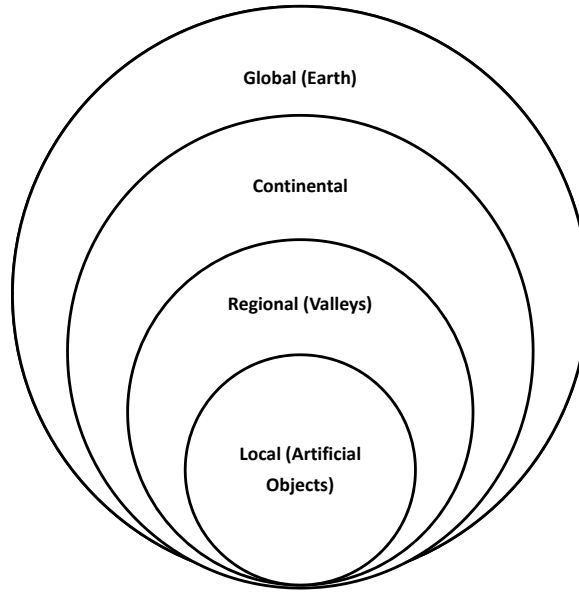 Global (Earth)
Continental
Regional (Valleys)
Local (Artificial
Objects)